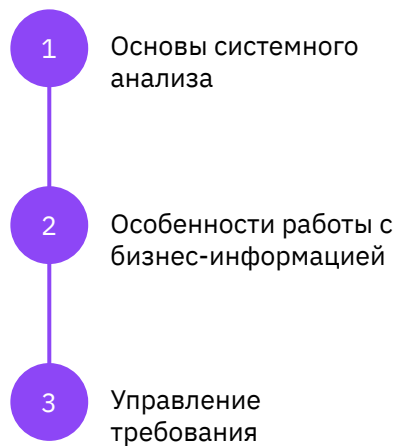 1
Основы системного
анализа
2
Особенности работы с
бизнес-информацией
3
Управление
требования